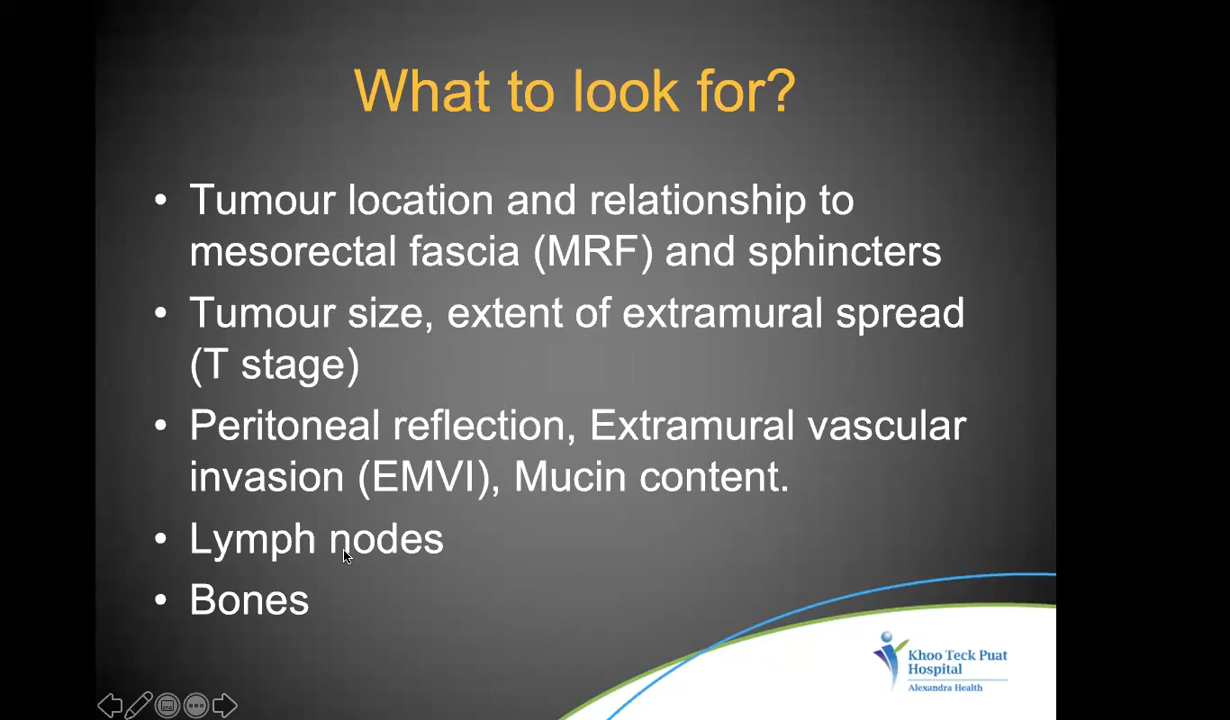 What to look for?
• Tumour location and relationship to
mesorectal fascia (MRF) and sphincters
• Tumour size, extent of extramural spread
(T stage)
• Peritoneal reflection, Extramural vascular
invasion (EMVI), Mucin content.
• Lymph nodes
• Bones
Khoo Teck Puat
Hospital
Alexandra Health